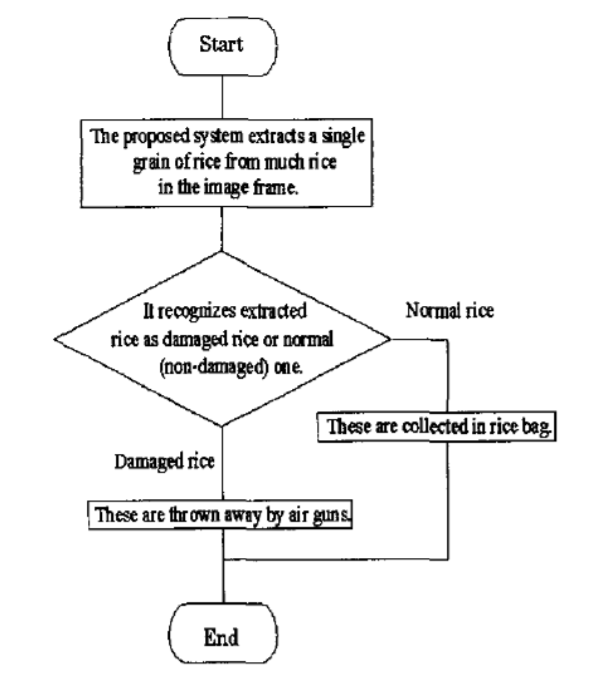 Start
The proposed system extracts a single
grain of rice from much rice
in the image frame.
It recognizes extracted
rice as damaged rice or normal
(non-damaged) one.
Normal rice
These are collected in rice bag.
Damaged rice
These are thrown away by air guns.
End